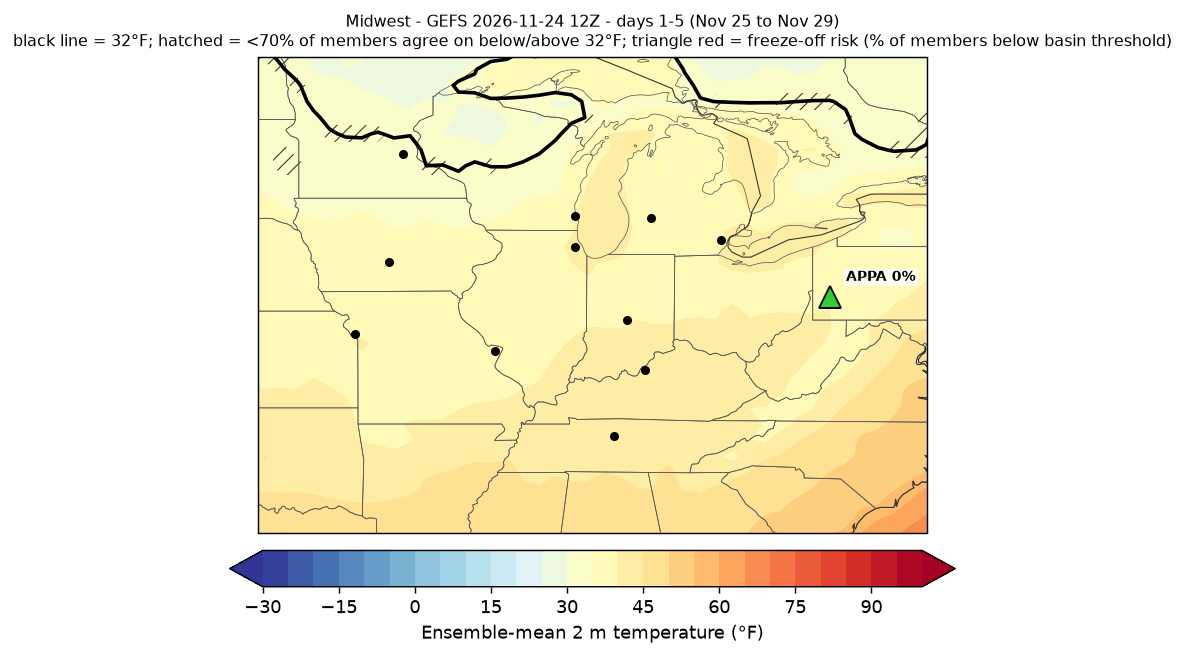 Midwest - GEFS 2026-11-24 12Z - days 1-5 (Nov 25 to Nov 29)
black line = 32°F; hatched = <70% of members agree on below/above 32°F; triangle red = freeze-off risk (% of members below basin threshold)
APPA 0%
−30 −15 0 15 30 45 60 75 90
Ensemble-mean 2 m temperature (°F)